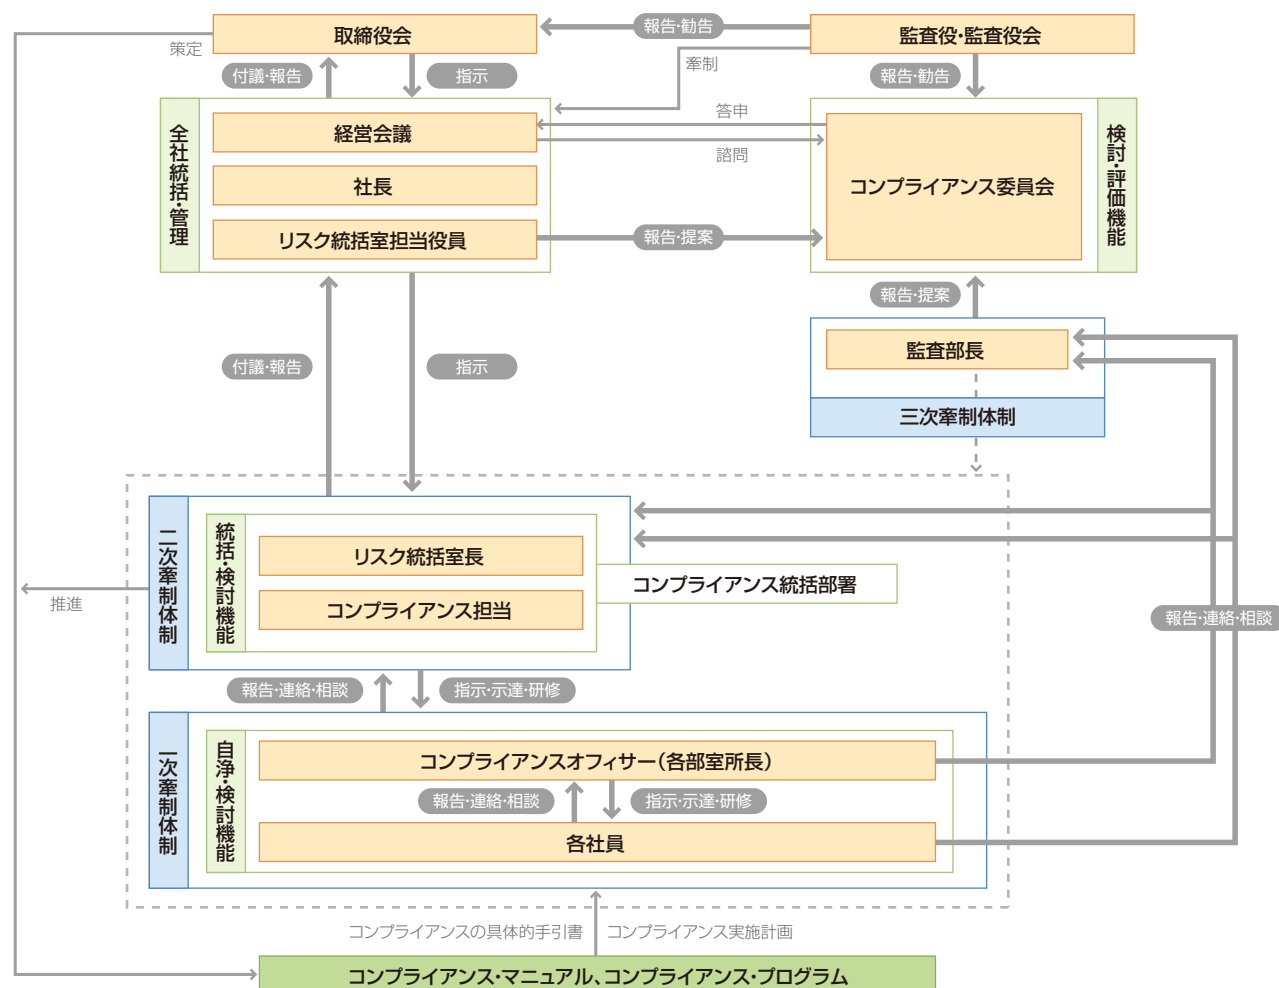 取締役会
報告・勧告
監査役・監査役会
策定
付議・報告
指示
牽制
報告・勧告
全社統括・管理
経営会議
社長
リスク統括室担当役員
答申
諮問
報告・提案
コンプライアンス委員会
検討・評価機能
報告・提案
監査部長
三次牽制体制
付議・報告
指示
二次牽制体制
統括・検討機能
リスク統括室長
コンプライアンス担当
コンプライアンス統括部署
推進
報告・連絡・相談
報告・連絡・相談
指示・示達・研修
一次牽制体制
自浄・検討機能
コンプライアンスオフィサー（各部室所長）
報告・連絡・相談
指示・示達・研修
各社員
コンプライアンスの具体的手引書
コンプライアンス実施計画
コンプライアンス・マニュアル、コンプライアンス・プログラム